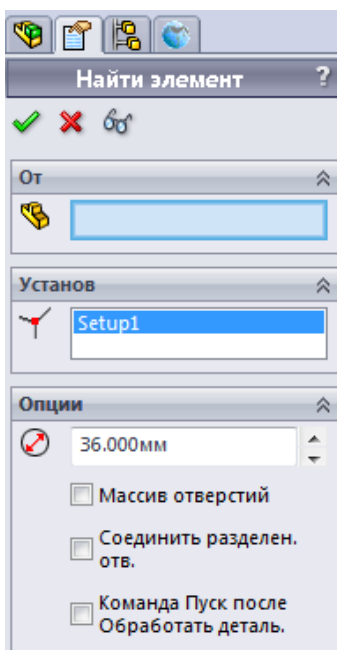 Найти элемент ?
От
Установ
Setup1
Опции
36.000мм
Массив отверстий
Соединить разделен.
отв.
Команда Пуск после
Обработать деталь.